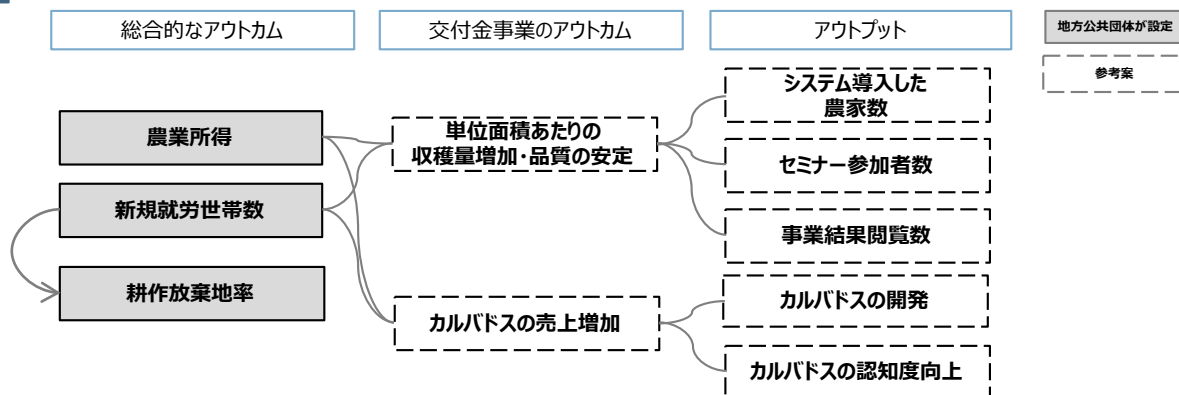 総合的なアウトカム
交付金事業のアウトカム
アウトプット
地方公共団体が設定
参考案
農業所得
新規就労世帯数
耕作放棄地率
単位面積あたりの
収穫量増加・品質の安定
カルバドスの売上増加
システム導入した
農家数
セミナー参加者数
事業結果閲覧数
カルバドスの開発
カルバドスの認知度向上